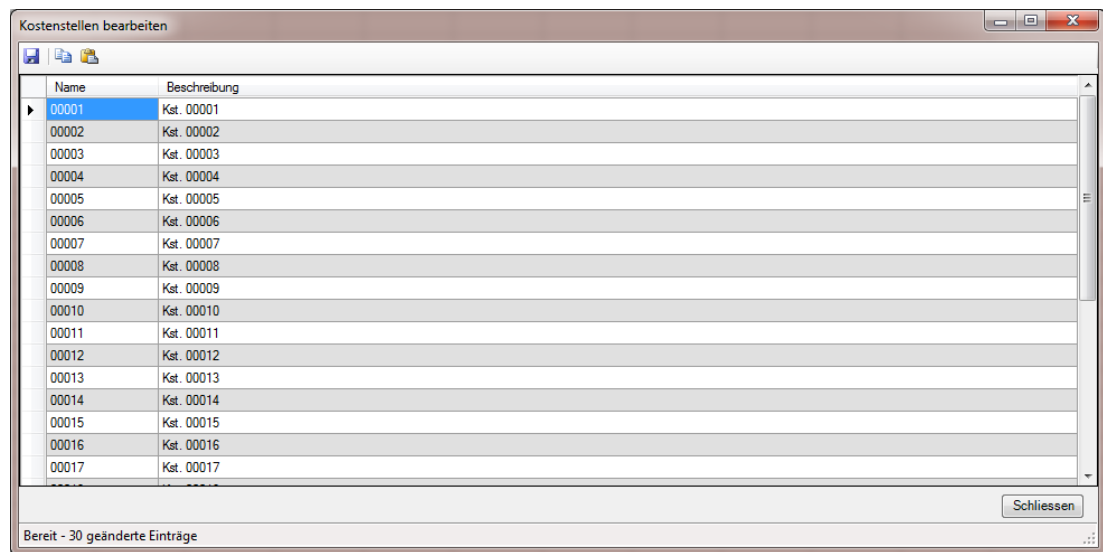 Kostenstellen bearbeiten
Name Beschreibung
00001 Kst. 00001
00002 Kst. 00002
00003 Kst. 00003
00004 Kst. 00004
00005 Kst. 00005
00006 Kst. 00006
00007 Kst. 00007
00008 Kst. 00008
00009 Kst. 00009
00010 Kst. 00010
00011 Kst. 00011
00012 Kst. 00012
00013 Kst. 00013
00014 Kst. 00014
00015 Kst. 00015
00016 Kst. 00016
00017 Kst. 00017
Schliessen
Bereit - 30 geänderte Einträge